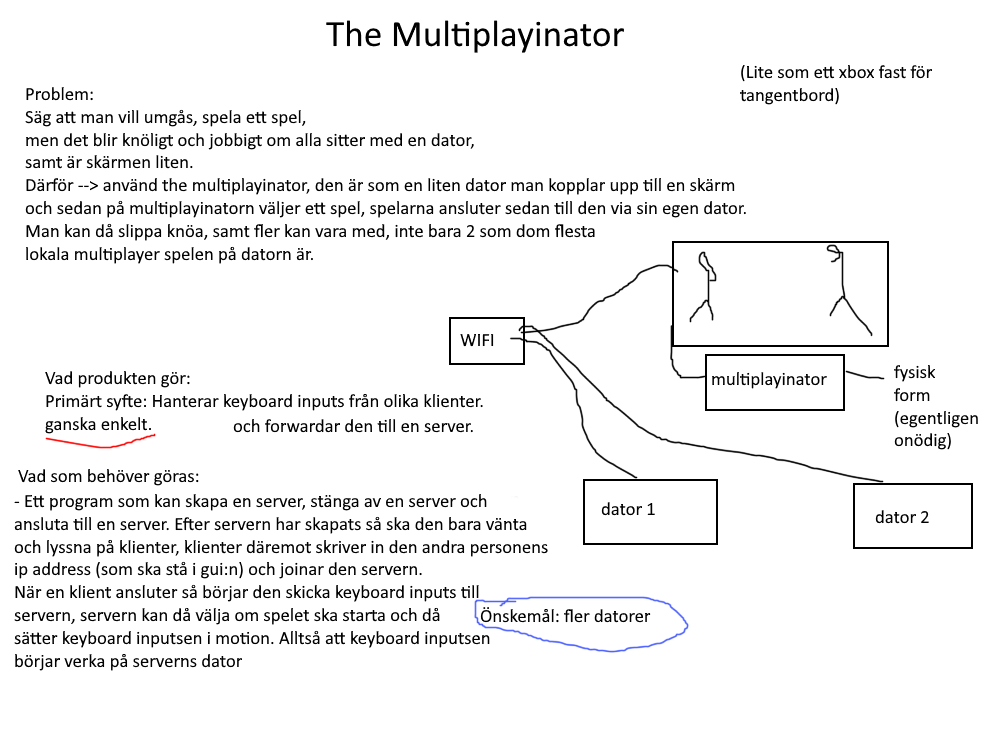 The Multiplayinator
(Lite som ett xbox fast för
tangentbord)
Problem:
Säg att man vill umgås, spela ett spel,
men det blir knöligt och jobbigt om alla sitter med en dator,
samt är skärmen liten.
Därför --> använd the multiplayinator, den är som en liten dator man kopplar upp till en skärm
och sedan på multiplayinatorn väljer ett spel, spelarna ansluter sedan till den via sin egen dator.
Man kan då slippa knöa, samt fler kan vara med, inte bara 2 som dom flesta
lokala multiplayer spelen på datorn är.
WIFI
multiplayinator
fysisk
form
(egentligen
onödig)
Vad produkten gör:
Primärt syfte: Hanterar keyboard inputs från olika klienter.
ganska enkelt.
och forwardar den till en server.
Vad som behöver göras:
- Ett program som kan skapa en server, stänga av en server och
ansluta till en server. Efter servern har skapats så ska den bara vänta
och lyssna på klienter, klienter däremot skriver in den andra personens
ip address (som ska stå i gui:n) och joinar den servern.
När en klient ansluter så börjar den skicka keyboard inputs till
servern, servern kan då välja om spelet ska starta och då
sätter keyboard inputsen i motion. Alltså att keyboard inputsen
börjar verka på serverns dator
dator 1
dator 2
Önskemål: fler datorer